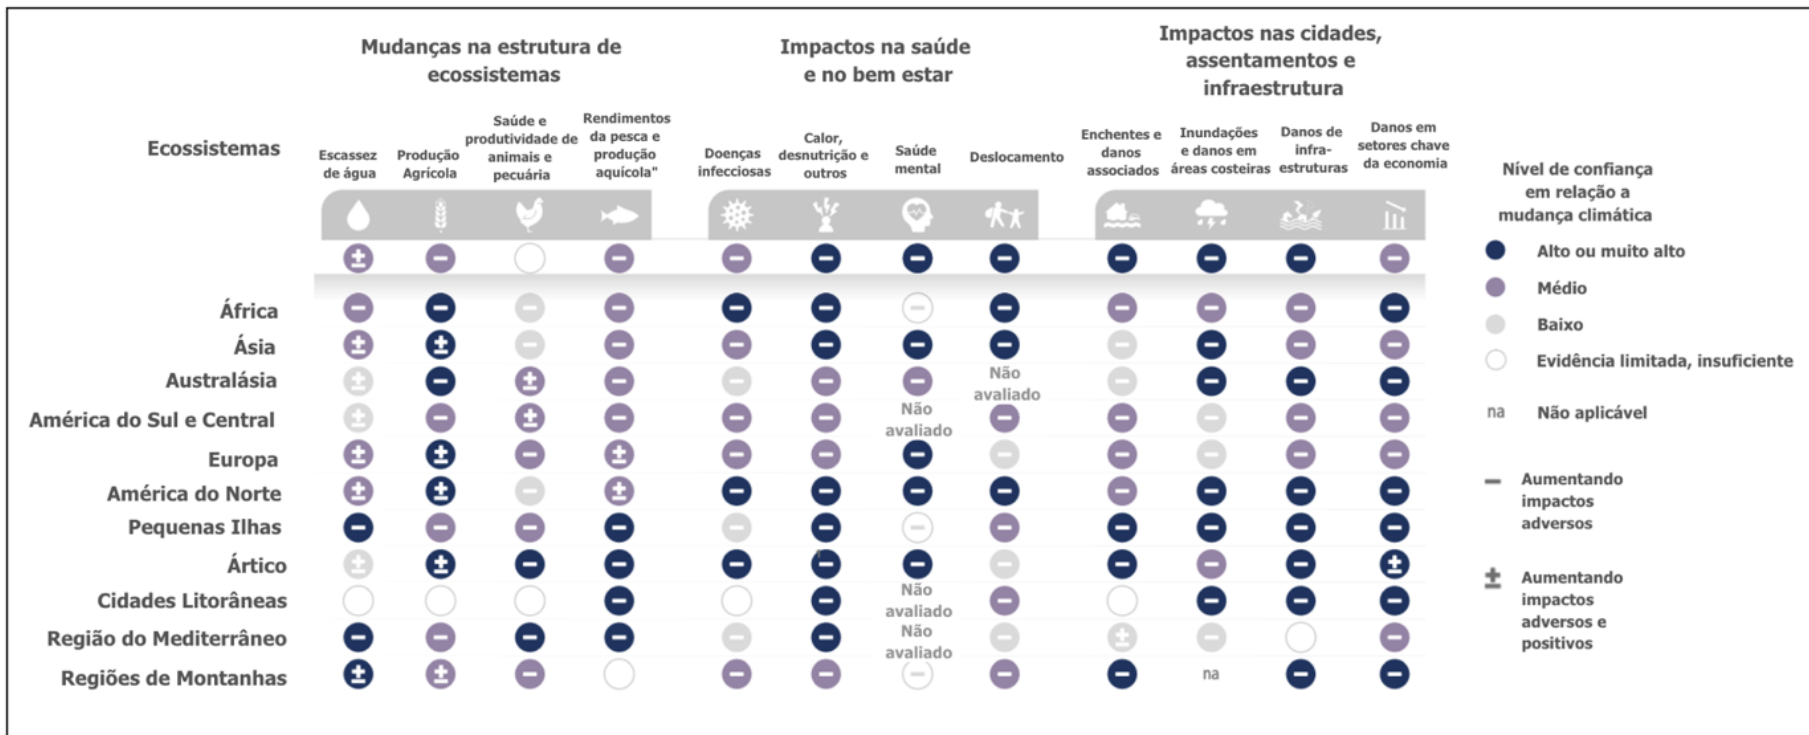 Mudanças na estrutura de
ecossistemas
Impactos na saúde
e no bem estar
Impactos nas cidades,
assentamentos e
infraestrutura
Ecossistemas
Escassez
de água
Produção
Agrícola
Saúde e
produtividade de
animais e
pecuária
Rendimentos
da pesca e
produção
aquícola"
Doenças
infecciosas
Calor,
desnutrição e
outros
Saúde
mental
Deslocamento
Enchentes e
danos
associados
Inundações
e danos em
áreas costeiras
Danos de
infra-
estruturas
Danos em
setores chave
da economia
África
Ásia
Australásia
Não
avaliado
América do Sul e Central
Não
avaliado
Europa
América do Norte
Pequenas Ilhas
Ártico
Cidades Litorâneas
Não
avaliado
Região do Mediterrâneo
Não
avaliado
Regiões de Montanhas
na
Nível de confiança
em relação a
mudança climática
Alto ou muito alto
Médio
Baixo
Evidência limitada, insuficiente
na Não aplicável
Aumentando
impactos
adversos
Aumentando
impactos
adversos e
positivos